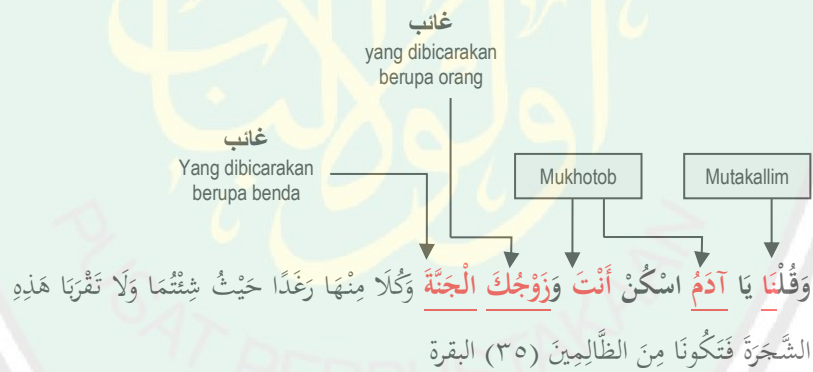 غائب
yang dibicarakan
berupa orang
غائب
Yang dibicarakan
berupa benda
Mukhotob
Mutakallim
وَقُلْنَا يَا آدَمُ اسْكُنْ أَنْتَ وَزَوْجُكَ الْجَنَّةَ وَكُلَا مِنْهَا رَغَدًا حَيْثُ شِئْتُمَا وَلَا تَقْرَبَا هَذِهِ
الشَّجَرَةَ فَتَكُونَا مِنَ الظَّالِمِينَ (٣٥) البقرة